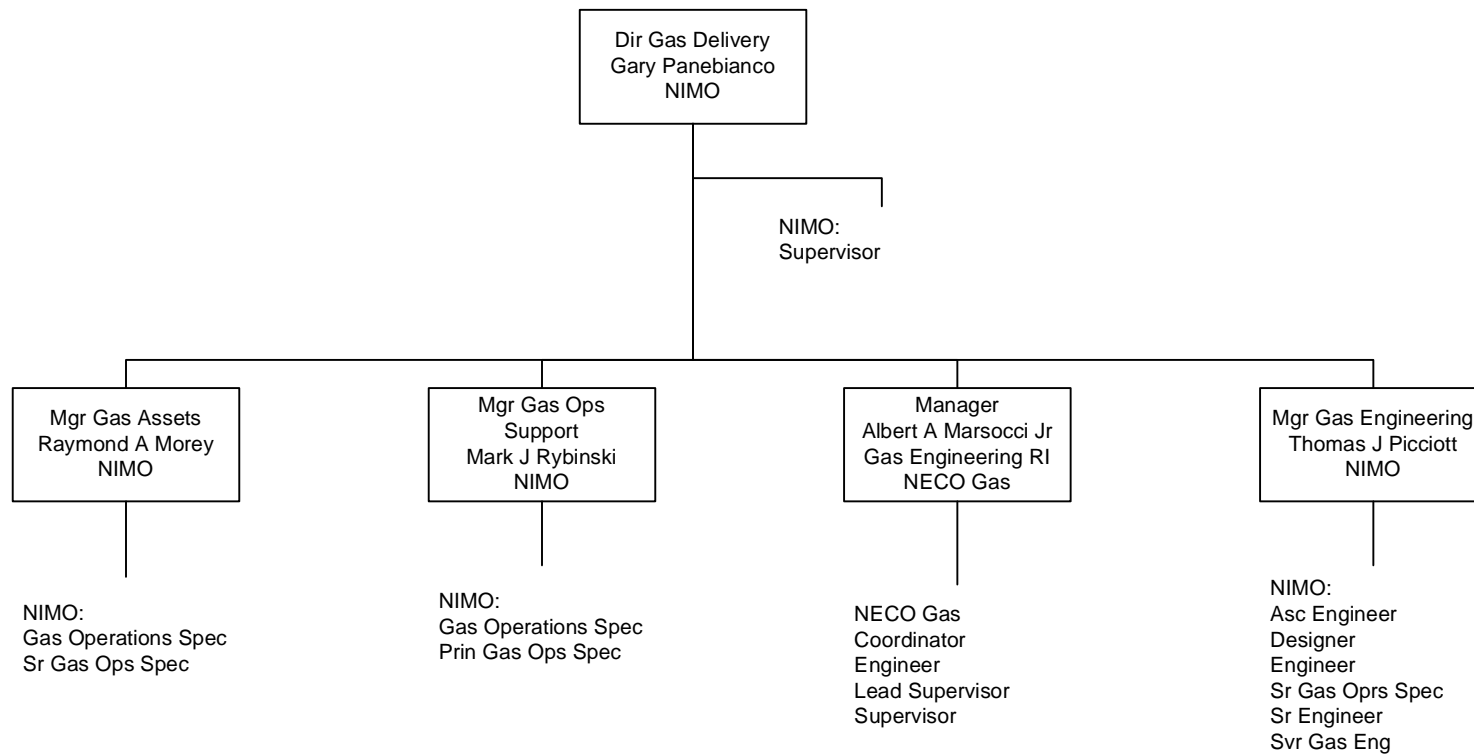 Dir Gas Delivery
Gary Panebianco
NIMO
NIMO:
Supervisor
Mgr Gas Assets
Raymond A Morey
NIMO
Mgr Gas Ops
Support
Mark J Rybinski
NIMO
Manager
Albert A Marsocci Jr
Gas Engineering RI
NECO Gas
Mgr Gas Engineering
Thomas J Picciott
NIMO
NIMO:
Gas Operations Spec
Sr Gas Ops Spec
NIMO:
Gas Operations Spec
Prin Gas Ops Spec
NECO Gas
Coordinator
Engineer
Lead Supervisor
Supervisor
NIMO:
Asc Engineer
Designer
Engineer
Sr Gas Oprs Spec
Sr Engineer
Svr Gas Eng